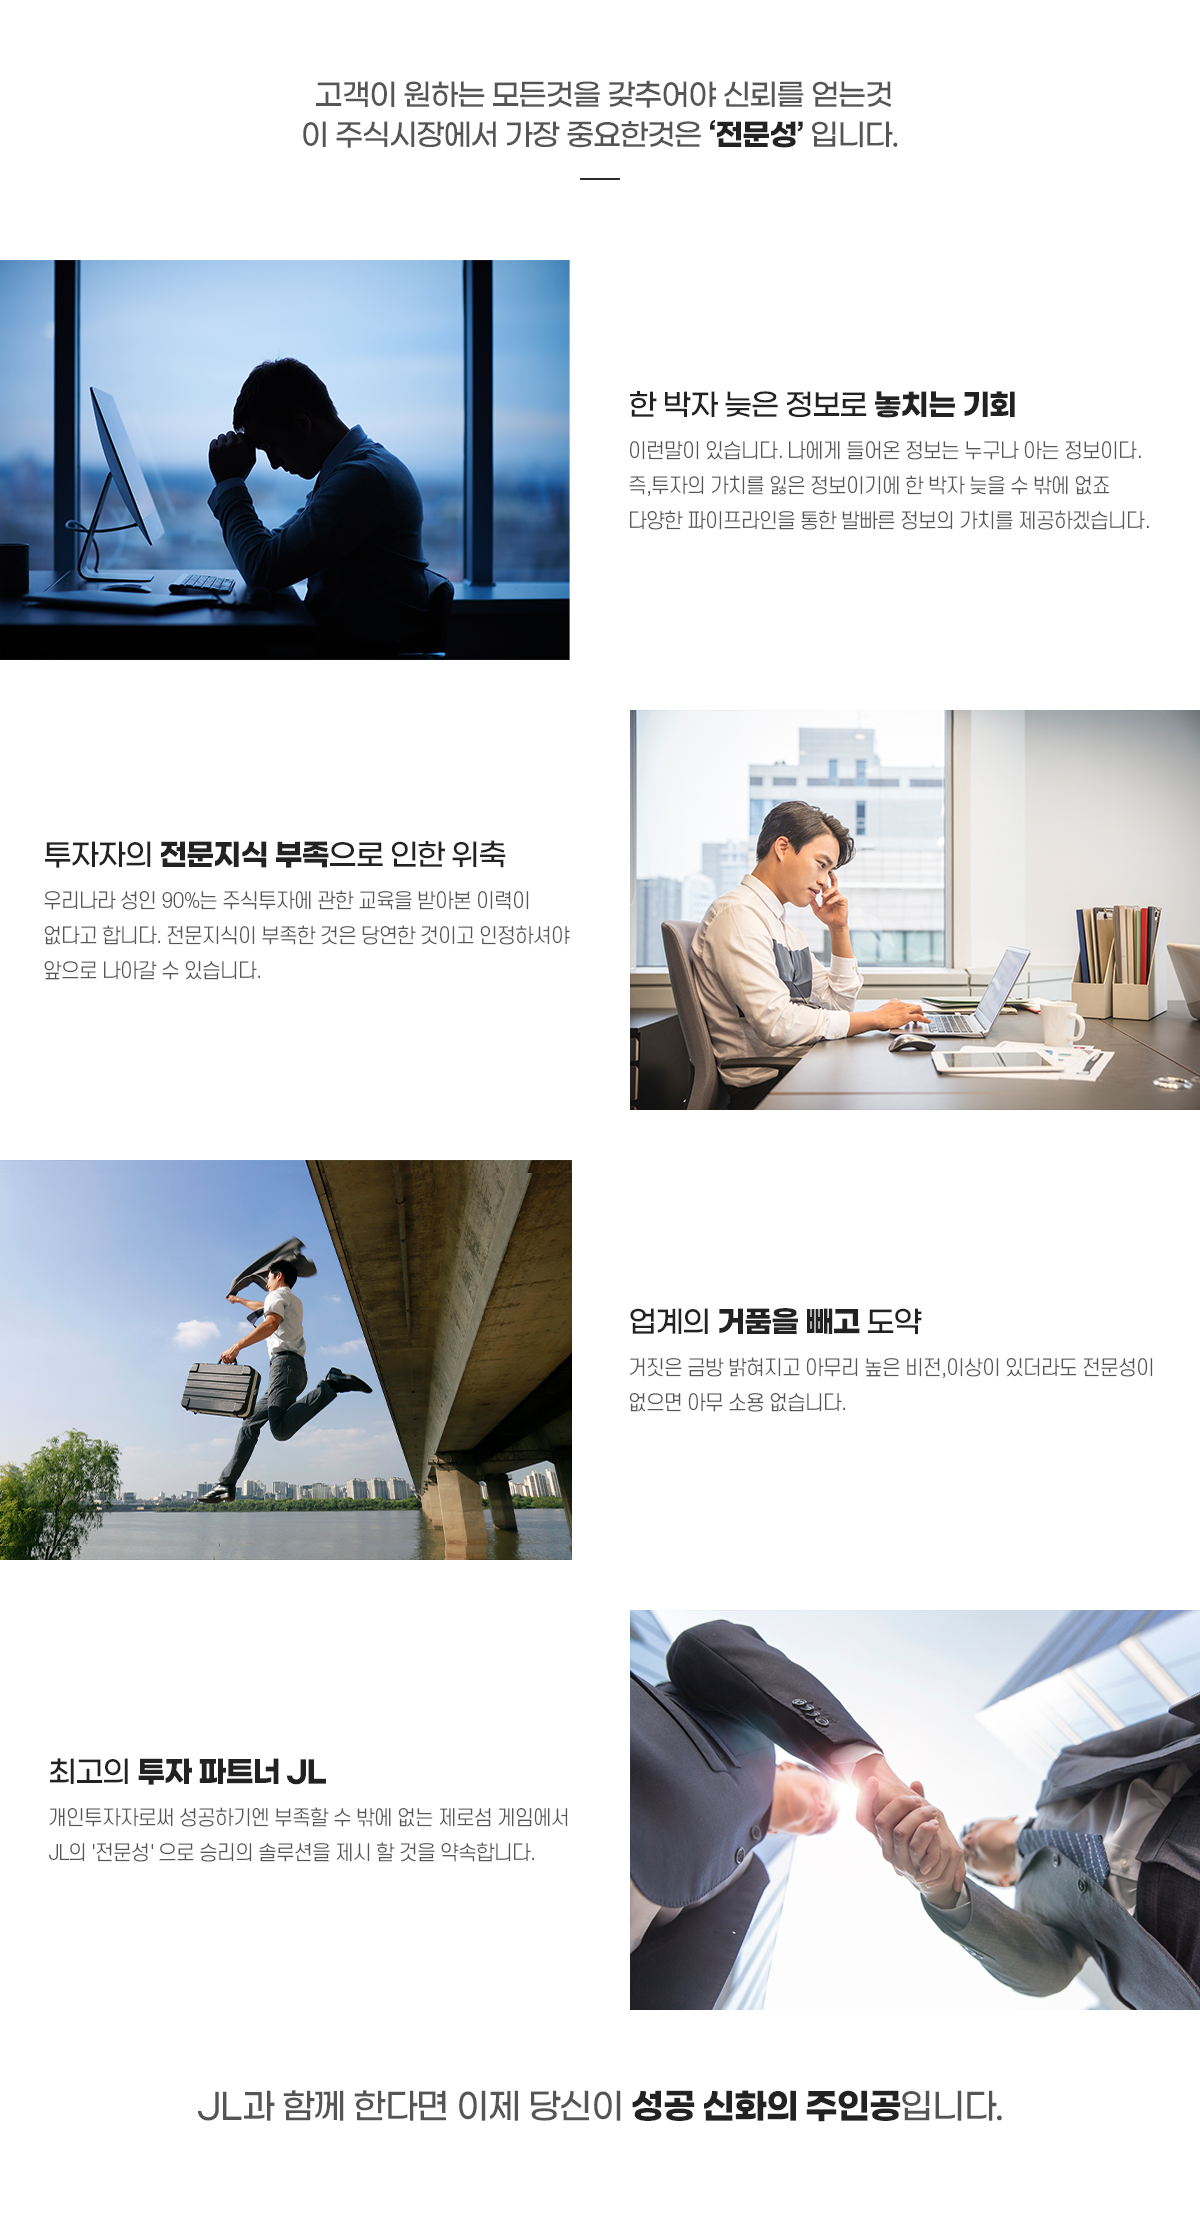 고객이 원하는 모든것을 갖추어야 신뢰를 얻는것
이 주식시장에서 가장 중요한것은 ‘전문성’ 입니다.
한 박자 늦은 정보로 놓치는 기회
이런말이 있습니다. 나에게 들어온 정보는 누구나 아는 정보이다.
즉,투자의 가치를 잃은 정보이기에 한 박자 늦을 수 밖에 없죠
다양한 파이프라인을 통한 발빠른 정보의 가치를 제공하겠습니다.
투자자의 전문지식 부족으로 인한 위축
우리나라 성인 90%는 주식투자에 관한 교육을 받아본 이력이
없다고 합니다. 전문지식이 부족한 것은 당연한 것이고 인정하셔야
앞으로 나아갈 수 있습니다.
업계의 거품을 빼고 도약
거짓은 금방 밝혀지고 아무리 높은 비전,이상이 있더라도 전문성이
없으면 아무 소용 없습니다.
최고의 투자 파트너 JL
개인투자자로써 성공하기엔 부족할 수 밖에 없는 제로섬 게임에서
JL의 '전문성' 으로 승리의 솔루션을 제시 할 것을 약속합니다.
JL과 함께 한다면 이제 당신이 성공 신화의 주인공입니다.